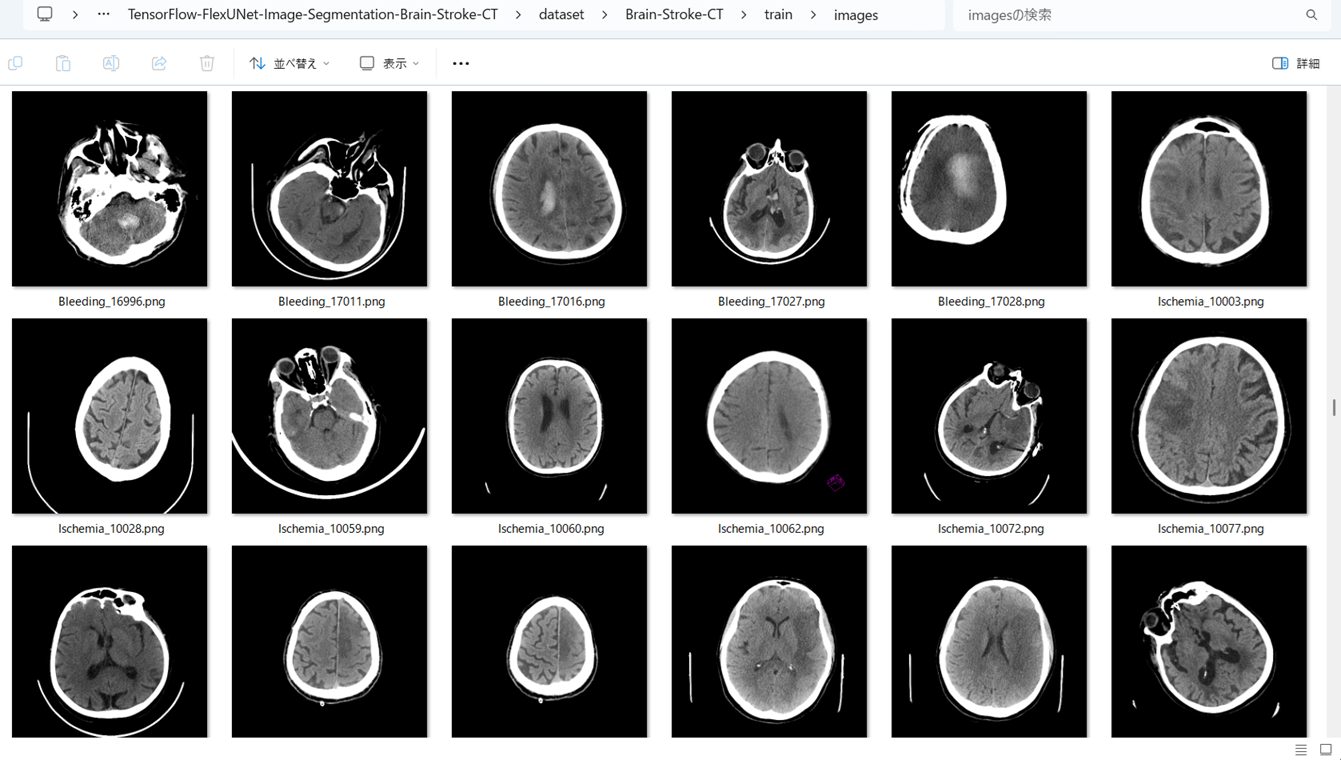 TensorFlow-FlexUNet-Image-Segmentation-Brain-Stroke-CT > dataset > Brain-Stroke-CT > train > images
imagesの検索
並べ替え
表示
詳細
Bleeding_16996.png
Bleeding_17011.png
Bleeding_17016.png
Bleeding_17027.png
Bleeding_17028.png
Ischemia_10003.png
Ischemia_10028.png
Ischemia_10059.png
Ischemia_10060.png
Ischemia_10062.png
Ischemia_10072.png
Ischemia_10077.png